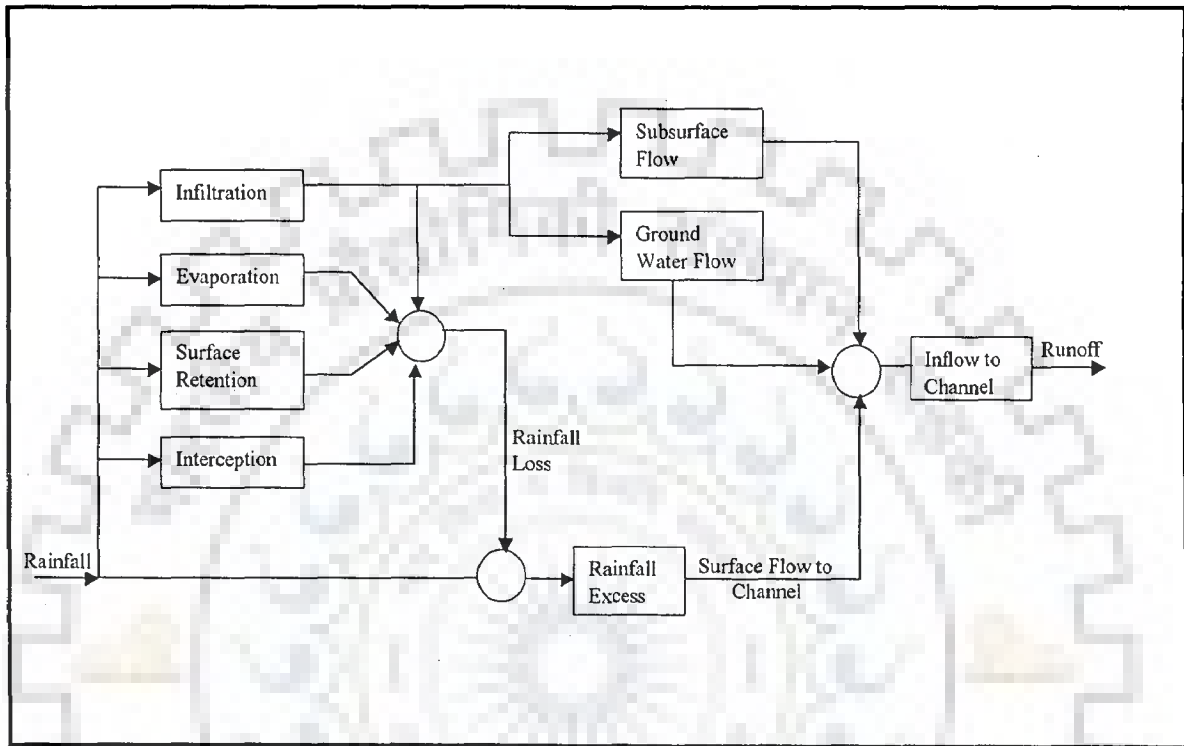 Subsurface
Flow
Infiltration
Ground
Water Flow
Evaporation
Surface
Retention
Inflow to
Channel
Runoff
Interception
Rainfall
Loss
Rainfall
Rainfall
Excess
Surface Flow to
Channel